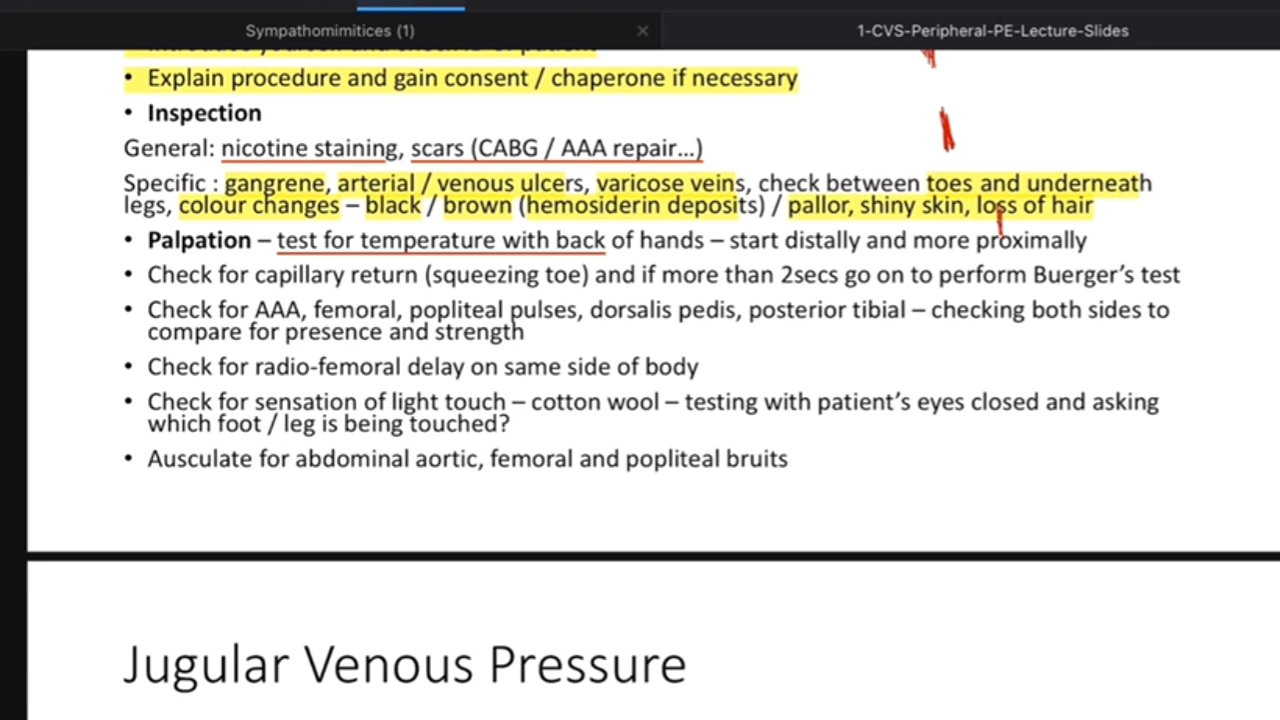 Sympathomimitices (1)
1-CVS-Peripheral-PE-Lecture-Slides
• Explain procedure and gain consent / chaperone if necessary
• Inspection
General: nicotine staining, scars (CABG / AAA repair...)
Specific : gangrene, arterial / venous ulcers, varicose veins, check between toes and underneath
legs, colour changes – black / brown (hemosiderin deposits) / pallor, shiny skin, loss of hair
• Palpation – test for temperature with back of hands – start distally and more proximally
• Check for capillary return (squeezing toe) and if more than 2secs go on to perform Buerger's test
• Check for AAA, femoral, popliteal pulses, dorsalis pedis, posterior tibial – checking both sides to
compare for presence and strength
• Check for radio-femoral delay on same side of body
• Check for sensation of light touch – cotton wool – testing with patient's eyes closed and asking
which foot / leg is being touched?
• Ausculate for abdominal aortic, femoral and popliteal bruits
Jugular Venous Pressure